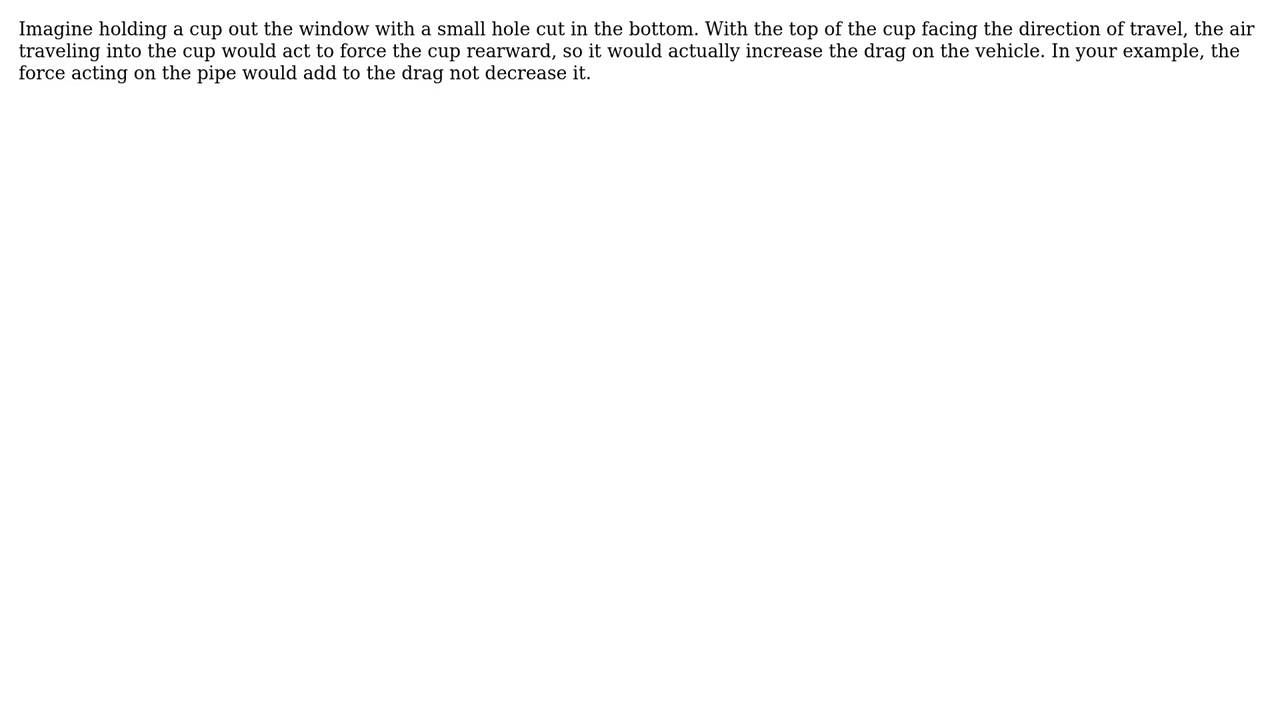 Imagine holding a cup out the window with a small hole cut in the bottom. With the top of the cup facing the direction of travel, the air
traveling into the cup would act to force the cup rearward, so it would actually increase the drag on the vehicle. In your example, the
force acting on the pipe would add to the drag not decrease it.